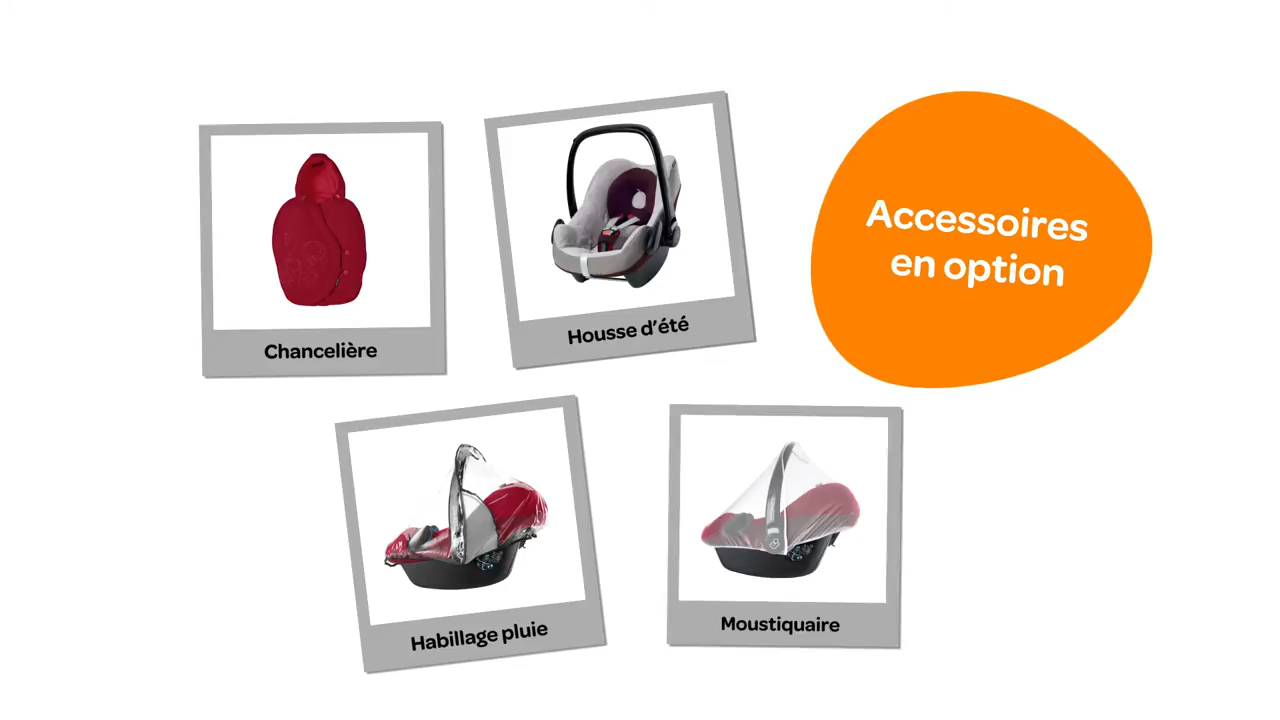 Accessoires
en option
Chancelière
Housse d'été
Habillage pluie
Moustiquaire